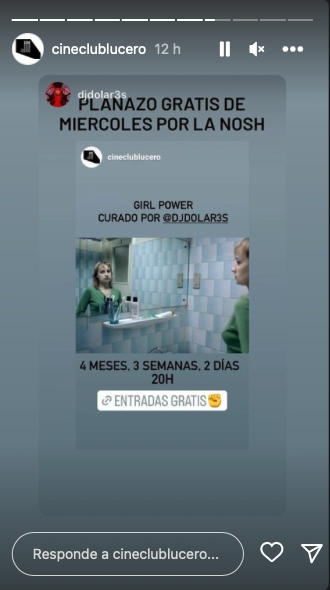 cineclublucero 12 h
djdolar3s
PLANAZO GRATIS DE
MIERCOLES POR LA NOSH
cineclublucero
GIRL POWER
CURADO POR @DJDOLAR3S
4 MESES, 3 SEMANAS, 2 DÍAS
20H
ENTRADAS GRATIS✊
Responde a cineclublucero...